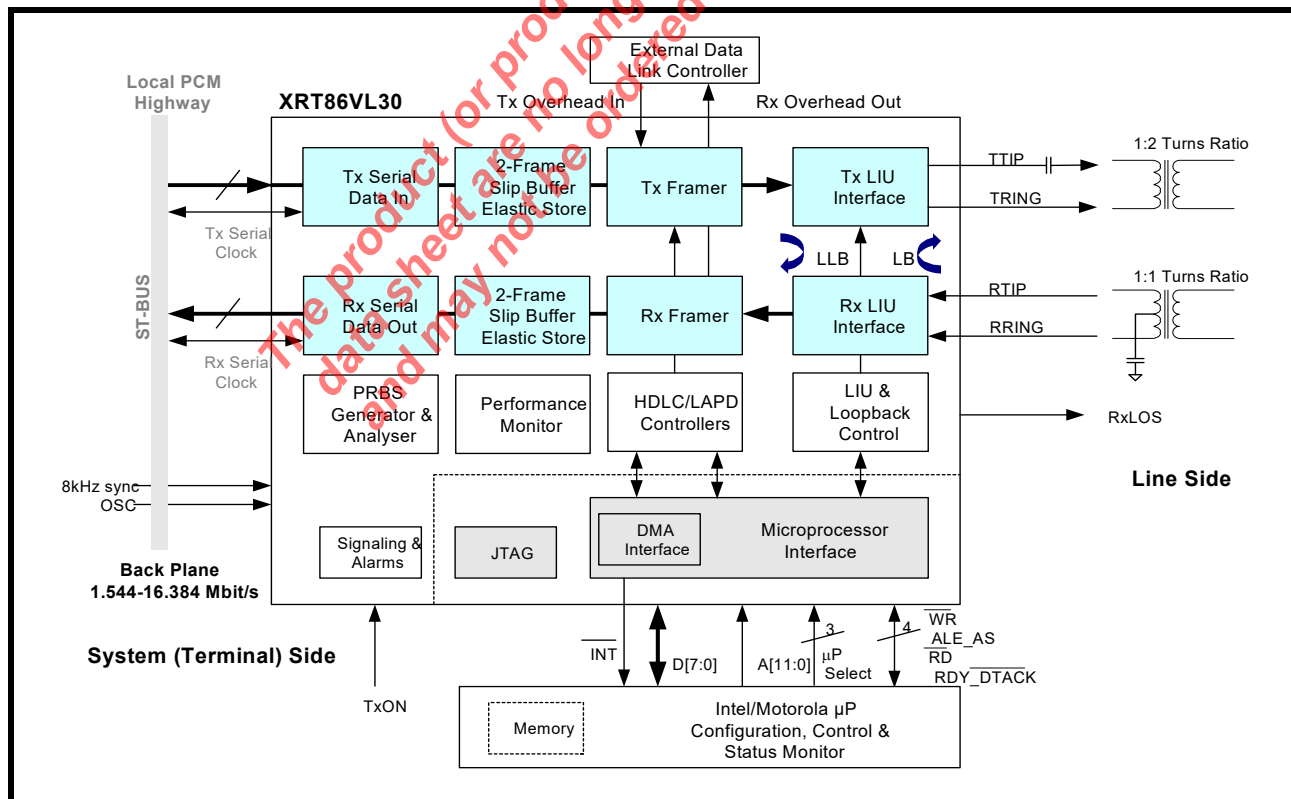 External Data
Link Controller
Local PCM
Highway
XRT86VL30
Tx Overhead In
Rx Overhead Out
Tx Serial
Data In
2-Frame
Slip Buffer
Elastic Store
Tx Framer
Tx LIU
Interface
TTIP
TRING
1:2 Turns Ratio
Tx Serial
Clock
LLB
LB
ST-BUS
Rx Serial
Data Out
2-Frame
Slip Buffer
Elastic Store
Rx Framer
Rx LIU
Interface
RTIP
RRING
1:1 Turns Ratio
Rx Serial
Clock
PRBS
Generator &
Analyser
Performance
Monitor
HDLC/LAPD
Controllers
LIU &
Loopback
Control
RxLOS
Line Side
8kHz sync
OSC
Signaling &
Alarms
JTAG
DMA
Interface
Microprocessor
Interface
Back Plane
1.544-16.384 Mbit/s
System (Terminal) Side
TxON
INT
D[7:0]
A[11:0]
3
µP
Select
4
WR
ALE_AS
RD
RDY_DTACK
Memory
Intel/Motorola µP
Configuration, Control &
Status Monitor
The product (or prod
data sheet are no long
and may not be ordered